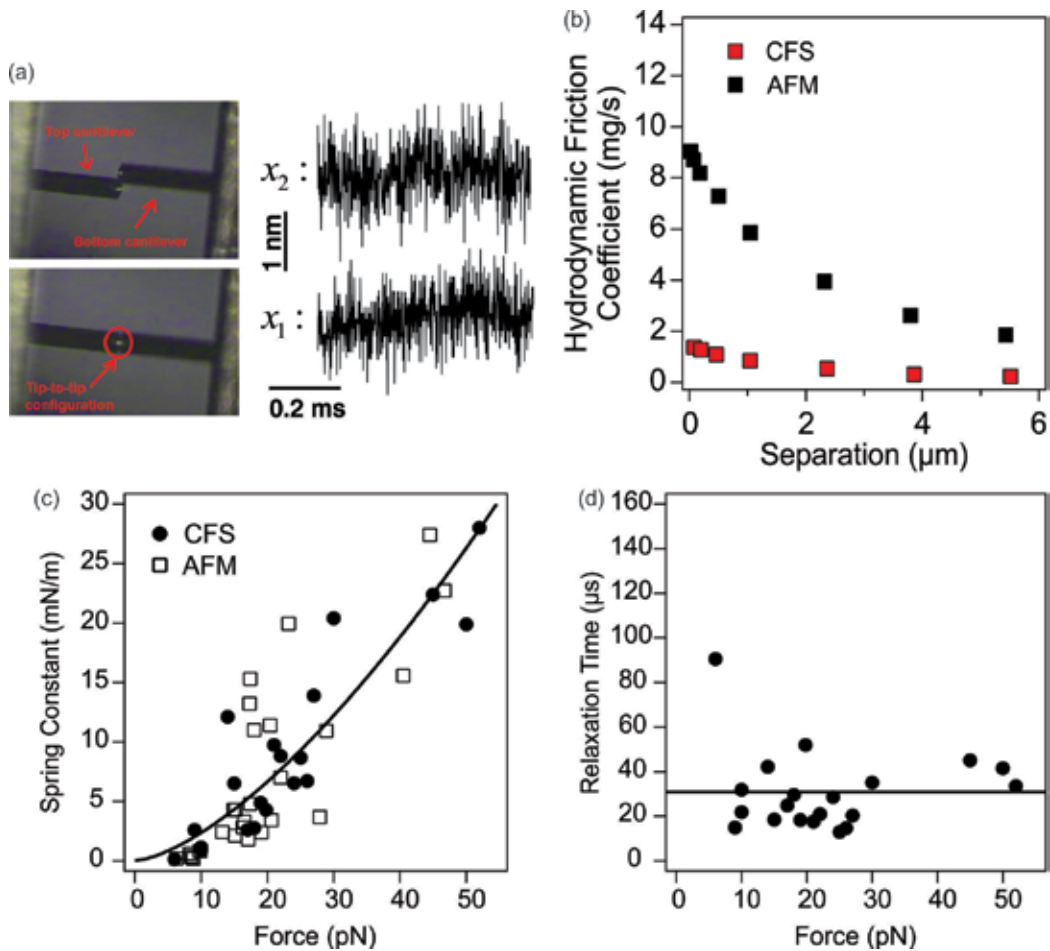 (a)
Top cantilever
Bottom cantilever
Tip-to-tip
configuration
x2 :
1 nm
x1 :
0.2 ms
(b)
CFS
AFM
Hydrodynamic Friction
Coefficient (mg/s)
14
12
10
8
6
4
2
0
0 2 4 6
Separation (µm)
(c)
CFS
AFM
Spring Constant (mN/m)
30
25
20
15
10
5
0
0 10 20 30 40 50
Force (pN)
(d)
Relaxation Time (µs)
160
140
120
100
80
60
40
20
0
0 10 20 30 40 50
Force (pN)